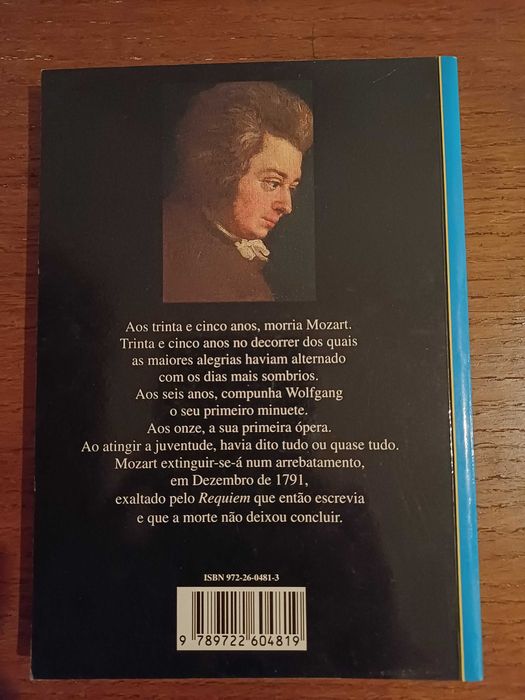 Aos trinta e cinco anos, morria Mozart.
Trinta e cinco anos no decorrer dos quais
as maiores alegrias haviam alternado
com os dias mais sombrios.
Aos seis anos, compunha Wolfgang
o seu primeiro minuete.
Aos onze, a sua primeira ópera.
Ao atingir a juventude, havia dito tudo ou quase tudo.
Mozart extinguir-se-á num arrebatamento,
em Dezembro de 1791,
exaltado pelo Requiem que então escrevia
e que a morte não deixou concluir.
ISBN 972-26-0481-3
9 789722 604819